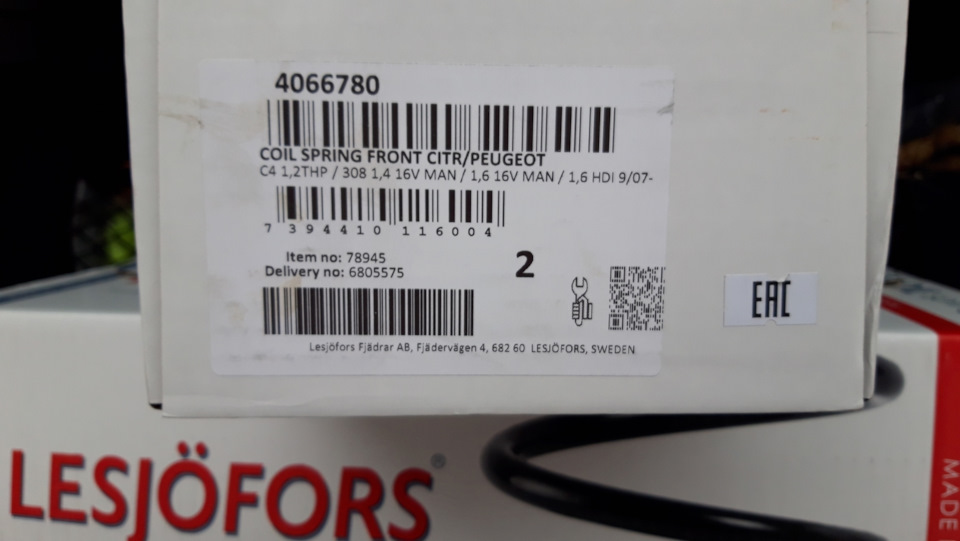 4066780
COIL SPRING FRONT CITR/PEUGEOT
C4 1,2THP / 308 1,4 16V MAN / 1,6 16V MAN / 1,6 HDI 9/07-
7 394410 116004
Item no: 78945
Delivery no: 6805575
2
Lesjöfors Fjädrar AB, Fjädervägen 4, 682 60 LESJÖFORS, SWEDEN
EAC
LESJÖFORS®
MADE